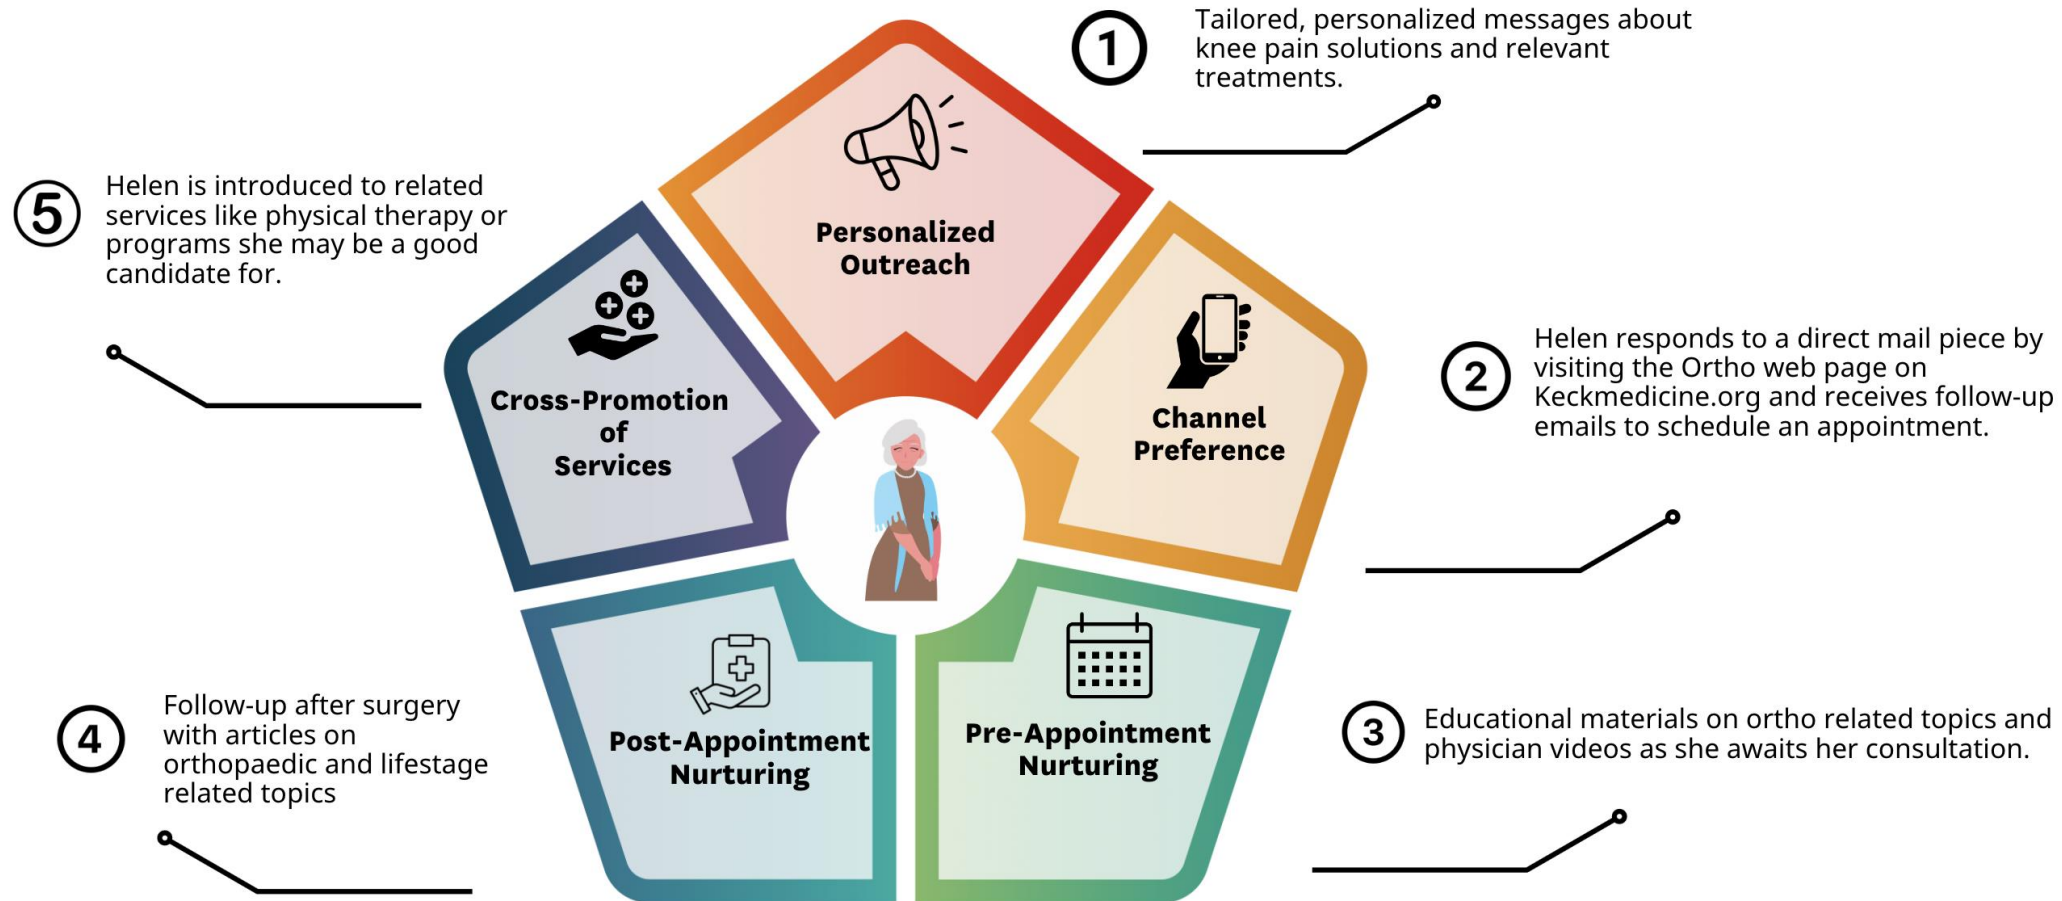 1
Tailored, personalized messages about
knee pain solutions and relevant
treatments.
Personalized
Outreach
2
Helen responds to a direct mail piece by
visiting the Ortho web page on
Keckmedicine.org and receives follow-up
emails to schedule an appointment.
Channel
Preference
3
Educational materials on ortho related topics and
physician videos as she awaits her consultation.
Pre-Appointment
Nurturing
4
Follow-up after surgery
with articles on
orthopaedic and lifestage
related topics
Post-Appointment
Nurturing
5
Helen is introduced to related
services like physical therapy or
programs she may be a good
candidate for.
Cross-Promotion
of
Services